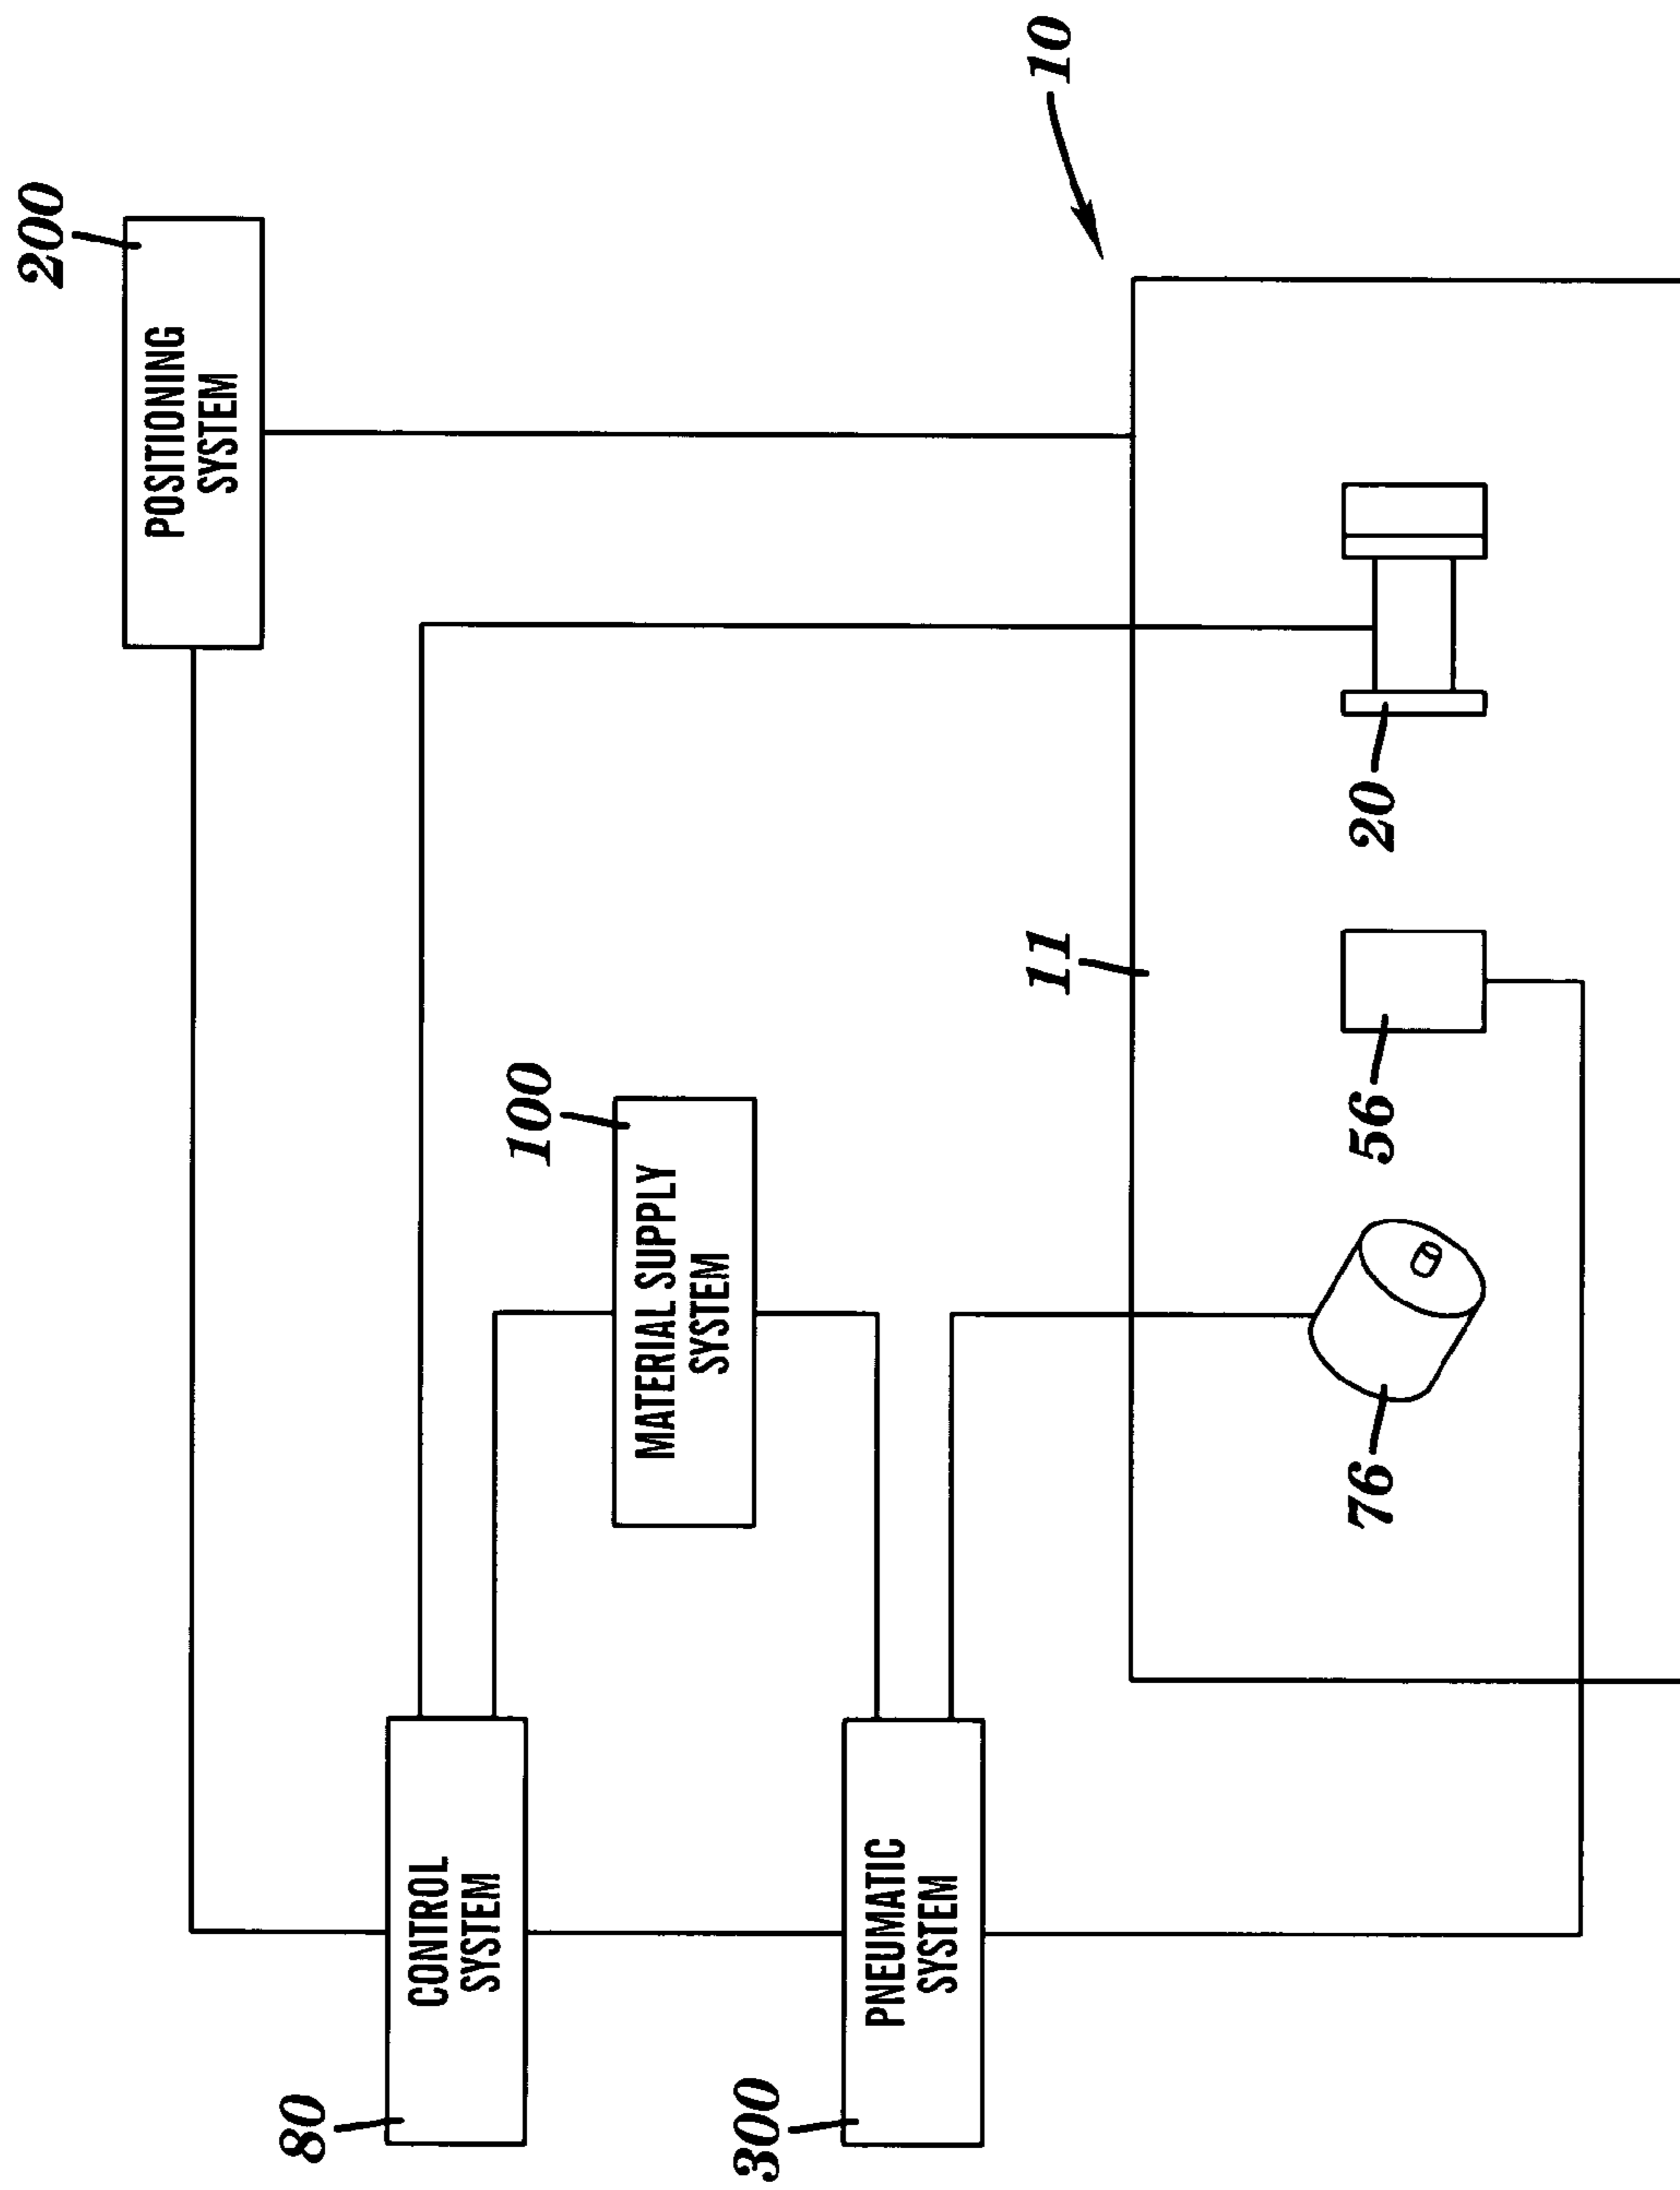 200
POSITIONING
SYSTEM
10
80
CONTROL
SYSTEM
100
MATERIAL SUPPLY
SYSTEM
300
PNEUMATIC
SYSTEM
11
76
56
20